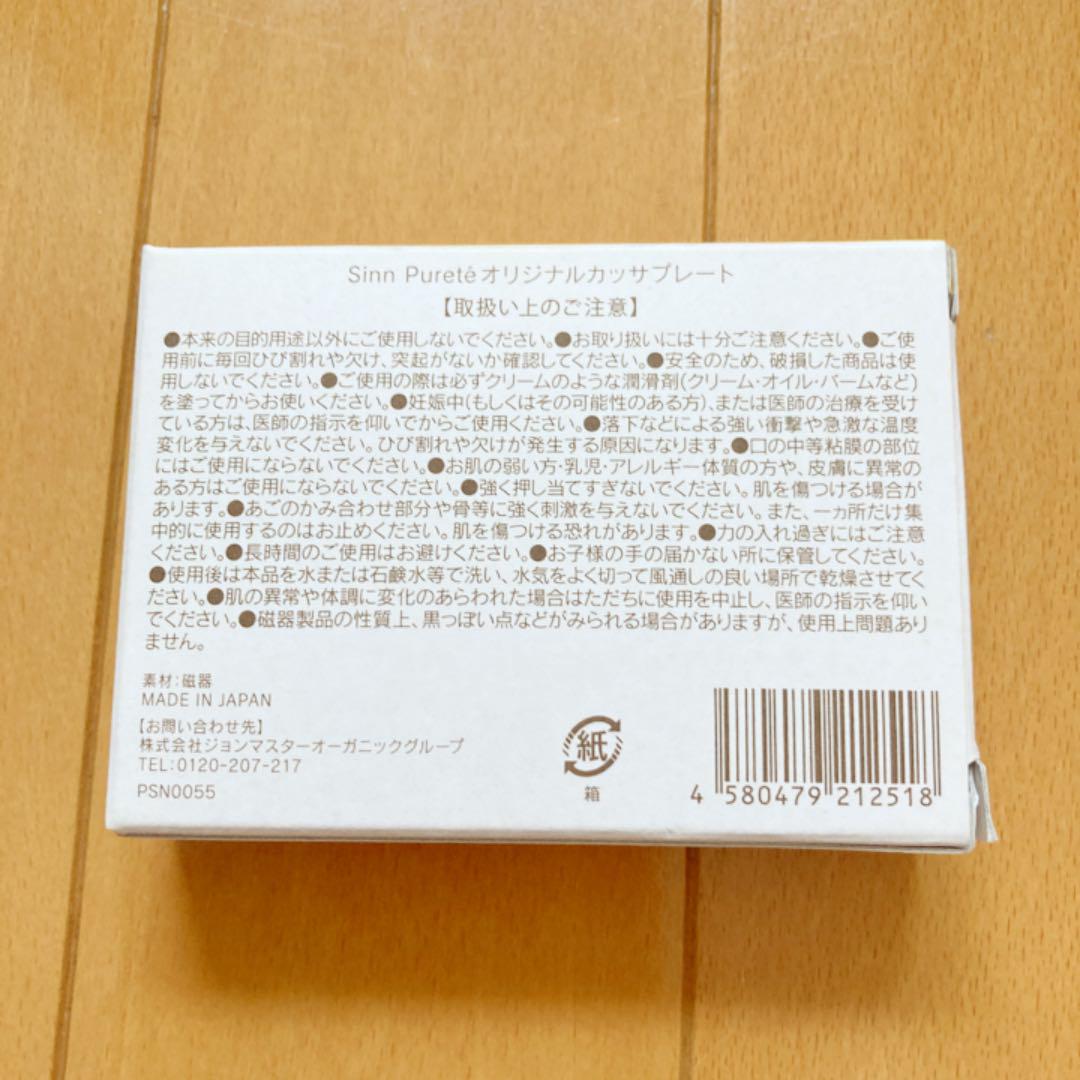 Sinn Puretéオリジナルカッサプレート
【取扱い上のご注意】
●本来の目的用途以外にご使用しないでください。●お取り扱いには十分ご注意ください。●ご使
用前に毎回ひび割れや欠け、突起がないか確認してください。●安全のため、破損した商品は使
用しないでください。●ご使用の際は必ずクリームのような潤滑剤(クリーム・オイル・バームなど)
を塗ってからお使いください。●妊娠中(もしくはその可能性のある方)、または医師の治療を受け
ている方は、医師の指示を仰いでからご使用ください。●落下などによる強い衝撃や急激な温度
変化を与えないでください。ひび割れや欠けが発生する原因になります。●口の中等粘膜の部位
にはご使用にならないでください。●お肌の弱い方・乳児・アレルギー体質の方や、皮膚に異常の
ある方はご使用にならないでください。●強く押し当てすぎないでください。肌を傷つける場合が
あります。●あごのかみ合わせ部分や骨等に強く刺激を与えないでください。また、一ヵ所だけ集
中的に使用するのはお止めください。肌を傷つける恐れがあります。●力の入れ過ぎにはご注意
ください。●長時間のご使用はお避けください。●お子様の手の届かない所に保管してください。
●使用後は本品を水または石鹸水等で洗い、水気をよく切って風通しの良い場所で乾燥させてく
ださい。●肌の異常や体調に変化のあらわれた場合はただちに使用を中止し、医師の指示を仰い
でください。●磁器製品の性質上、黒っぽい点などがみられる場合がありますが、使用上問題あり
ません。
素材：磁器
MADE IN JAPAN
【お問い合わせ先】
株式会社ジョンマスターオーガニックグループ
TEL:0120-207-217
PSN0055
紙
箱
4 580479 212518